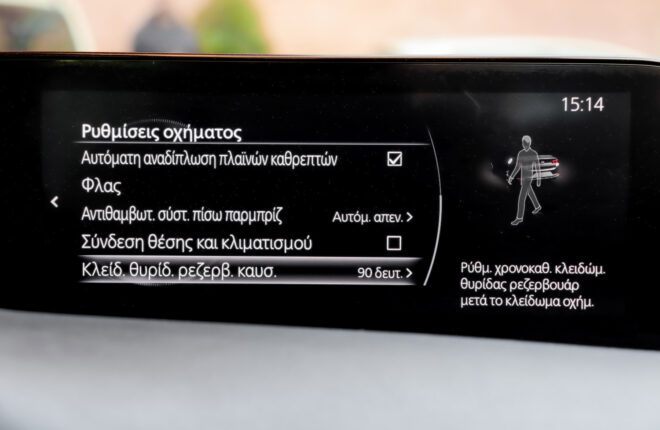 15:14
Ρυθμίσεις οχήματος
Αυτόματη αναδίπλωση πλαϊνών καθρεπτών
Φλας
Αντιθαμβωτ. σύστ. πίσω παρμπρίζ Αυτόμ. απεν.
Σύνδεση θέσης και κλιματισμού
Κλείδ. θυρίδ. ρεζερβ. καυσ. 90 δευτ.
Ρύθμ. χρονοκαθ. κλειδώμ.
θυρίδας ρεζερβουάρ
μετά το κλείδωμα οχήμ.